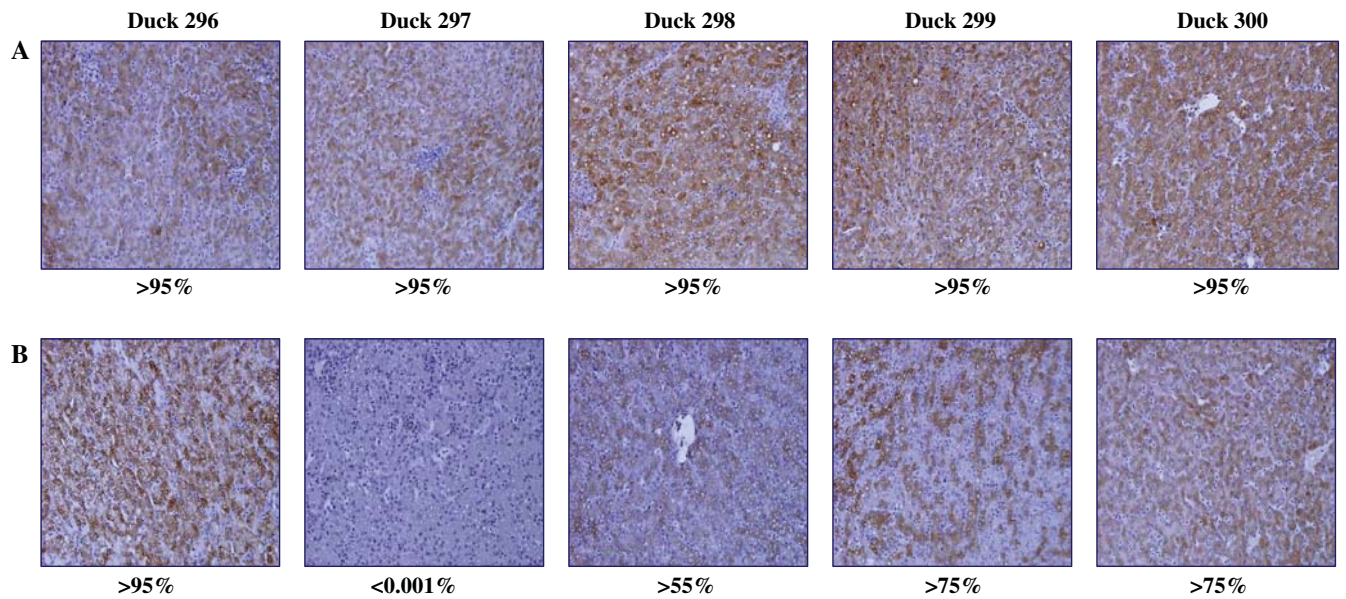 Duck 296 Duck 297 Duck 298 Duck 299 Duck 300
A
>95% >95% >95% >95% >95%
B
>95% <0.001% >55% >75% >75%